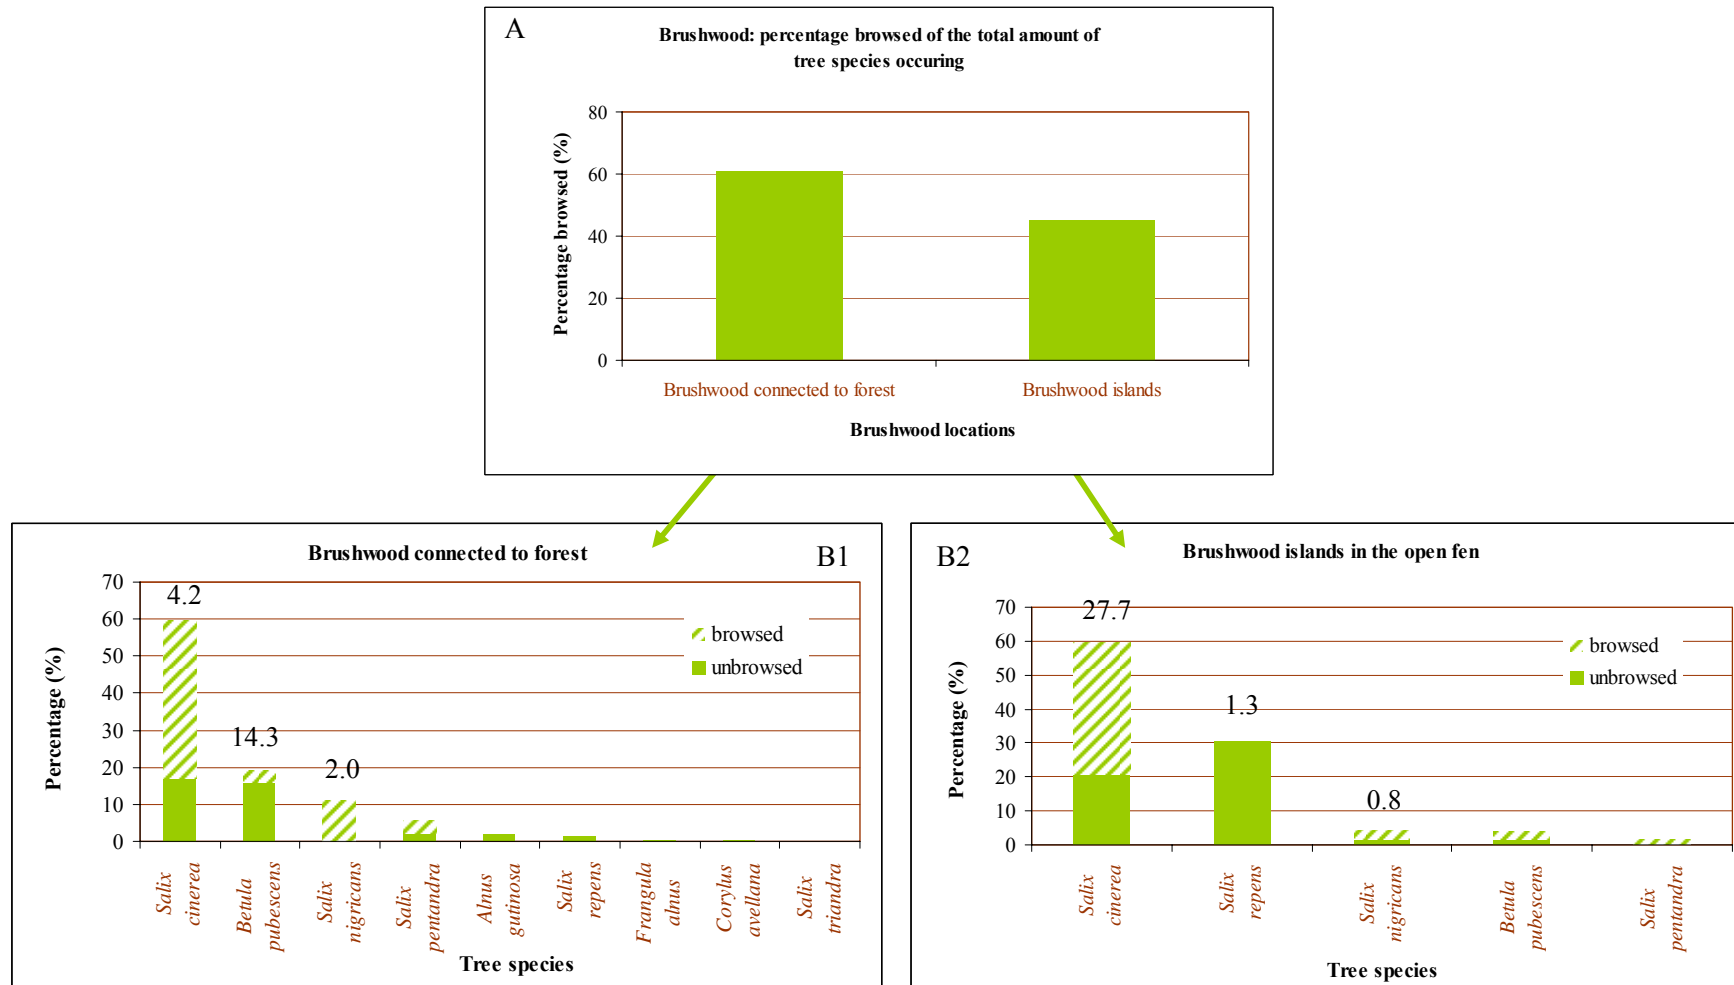 A
Brushwood: percentage browsed of the total amount of
tree species occuring
Percentage browsed (%)
80
60
40
20
0
Brushwood connected to forest
Brushwood islands
Brushwood locations
Brushwood connected to forest
B1
Percentage (%)
70
60
50
40
30
20
10
0
4.2
14.3
2.0
browsed
unbrowsed
Salix
cinerea
Betula
pubescens
Salix
nigricans
Salix
pentandra
Alnus
gutinosa
Salix
repens
Frangula
alnus
Corylus
avellana
Salix
triandra
Tree species
B2
Brushwood islands in the open fen
Percentage (%)
70
60
50
40
30
20
10
0
27.7
1.3
0.8
browsed
unbrowsed
Salix
cinerea
Salix
repens
Salix
nigricans
Betula
pubescens
Salix
pentandra
Tree species